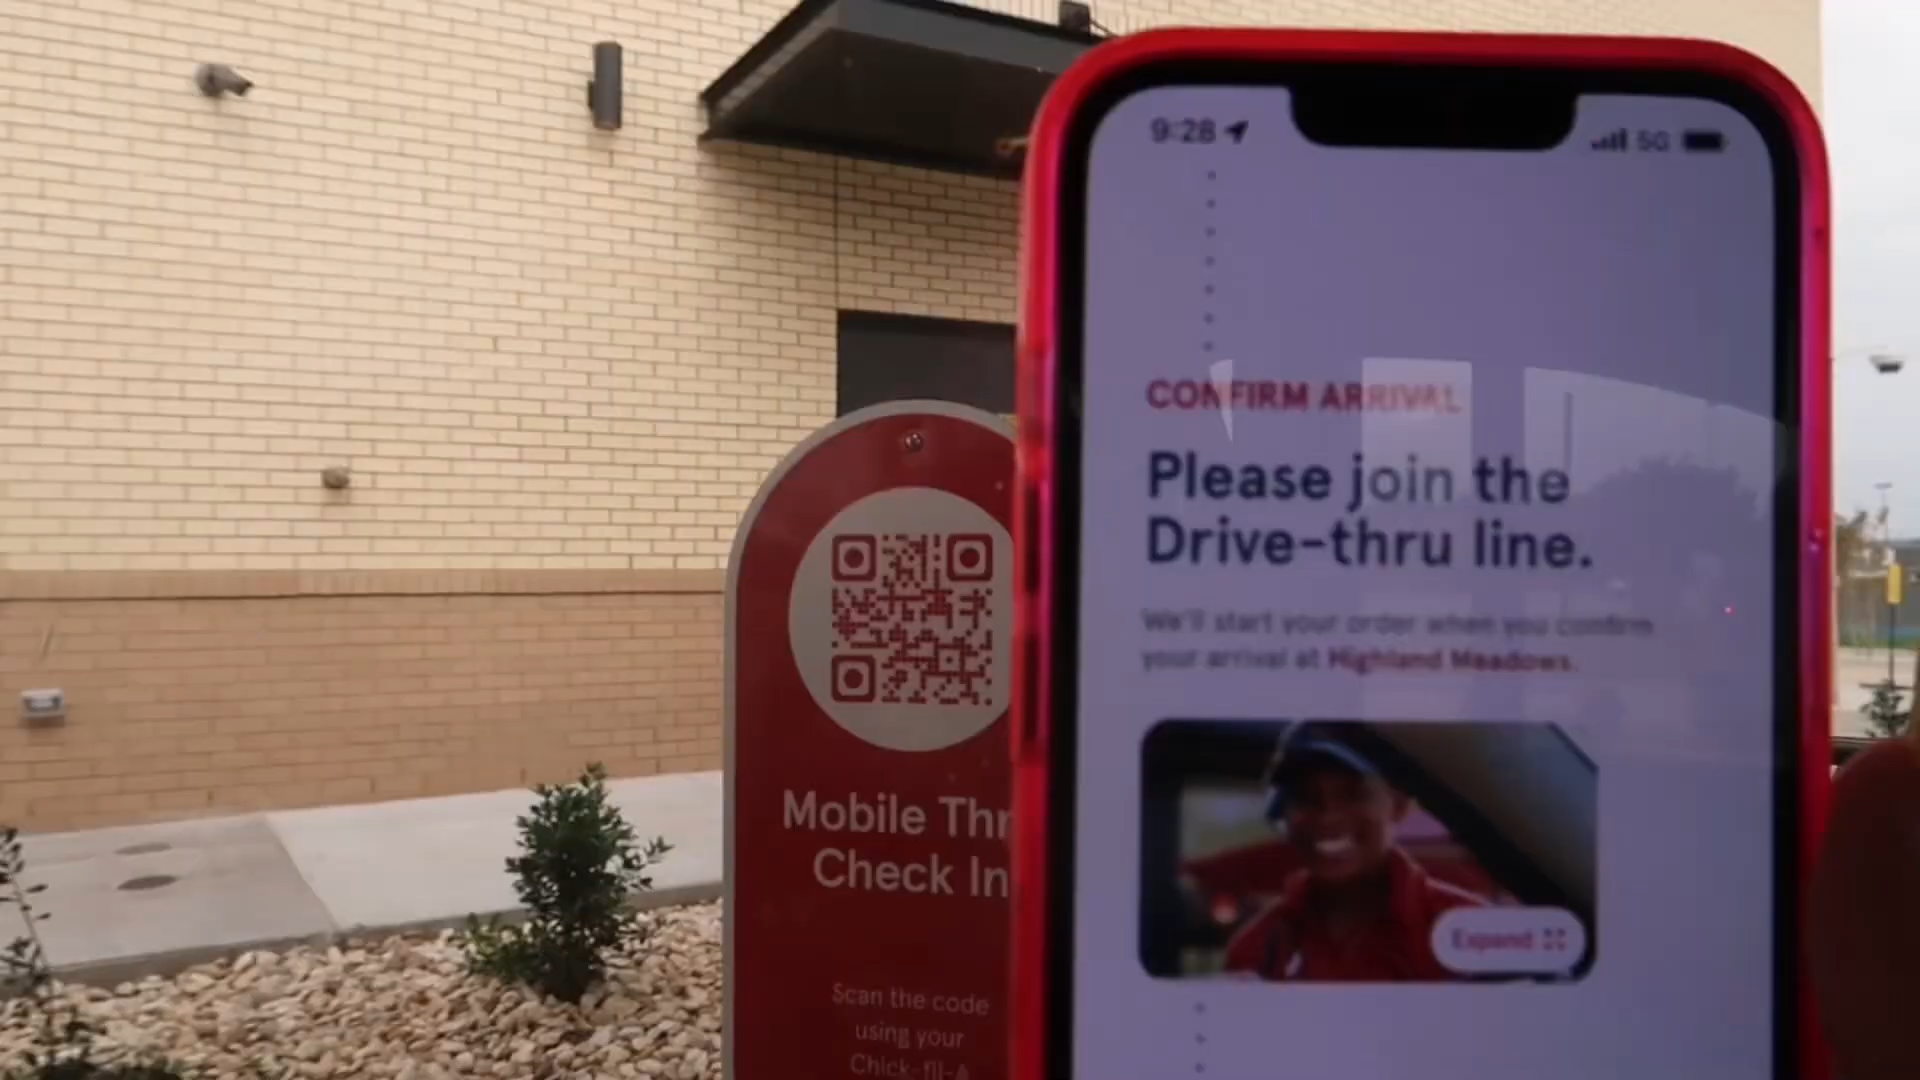 9:28
5G
CONFIRM ARRIVAL
Please join the
Drive-thru line.
We'll start your order when you confirm
your arrival at Highland Meadows.
Expand
Mobile Thr
Check In
Scan the code
using your
Chick-fil-A